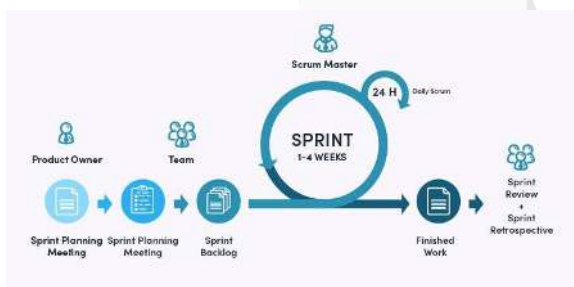 Scrum Master
24 H
Daily Scrum
SPRINT
1-4 WEEKS
Product Owner
Team
Sprint Planning
Meeting
Sprint Planning
Meeting
Sprint
Backlog
Finished
Work
Sprint
Review
+
Sprint
Retrospective